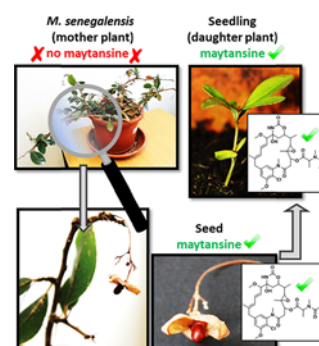 M. senegalensis
(mother plant)
✗ no maytansine ✗
Seedling
(daughter plant)
maytansine ✓
Seed
maytansine ✓